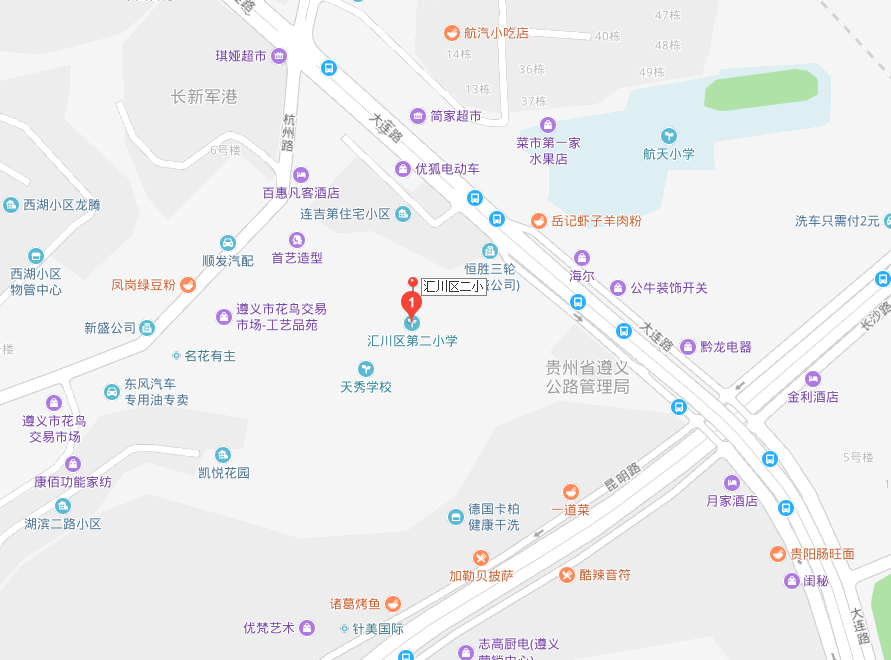 路
47栋
航汽小吃店
40栋
48栋
14栋
琪娅超市
36栋
49栋
13栋
长新军港
37栋
大连路
杭州路
简家超市
菜市第一家
水果店
航天小学
6号楼
优狐电动车
百惠凡客酒店
西湖小区龙腾
连吉第住宅小区
岳记虾子羊肉粉
洗车只需付2元
顺发汽配
首艺造型
恒胜三轮
公司)
海尔
西湖小区
物管中心
凤岗绿豆粉
汇川区二小
1
公牛装饰开关
遵义市花鸟交易
市场-工艺品苑
长沙路
新盛公司
汇川区第二小学
大连路
黔龙电器
号楼
名花有主
贵州省遵义
公路管理局
天秀学校
东风汽车
专用油专卖
金利酒店
遵义市花鸟
交易市场
5号楼
康佰功能家纺
凯悦花园
昆明路
月家酒店
一道菜
湖滨二路小区
德国卡柏
健康干洗
贵阳肠旺面
加勒贝披萨
酷辣音符
闺秘
诸葛烤鱼
大连路
优梵艺术
针美国际
志高厨电(遵义
营销中心)